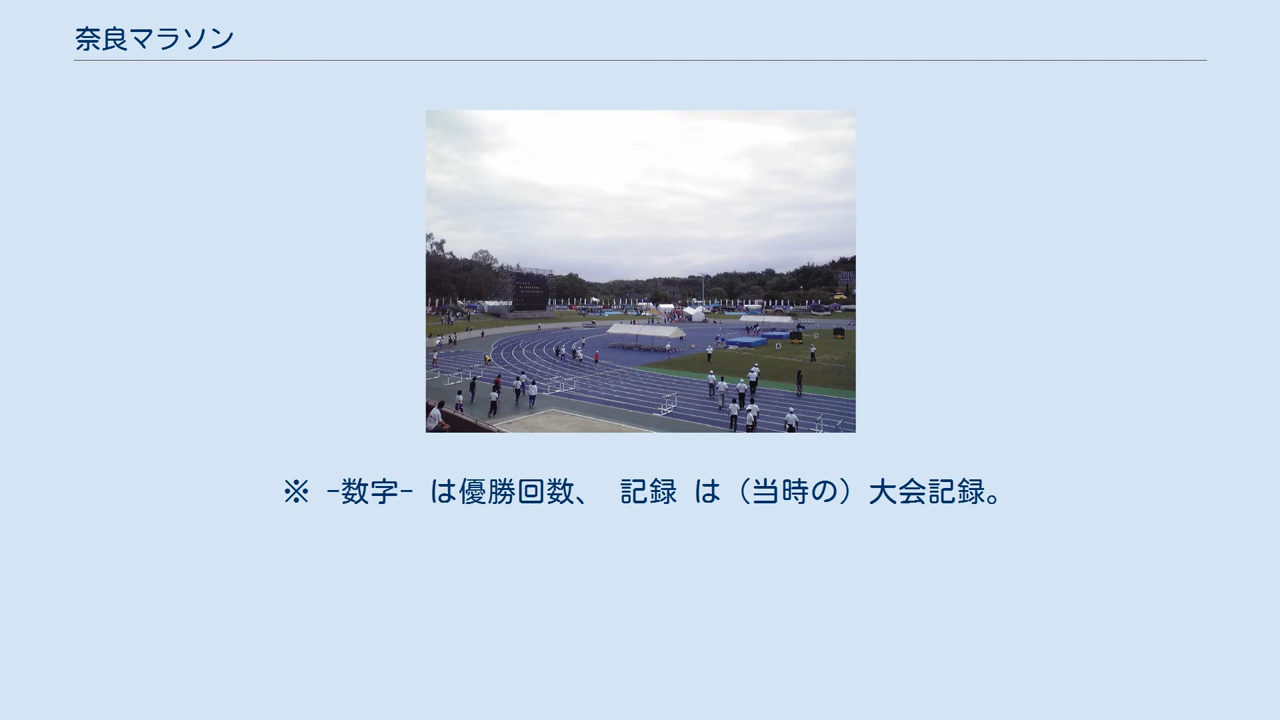 奈良マラソン
※ -数字- は優勝回数、 記録 は（当時の）大会記録。